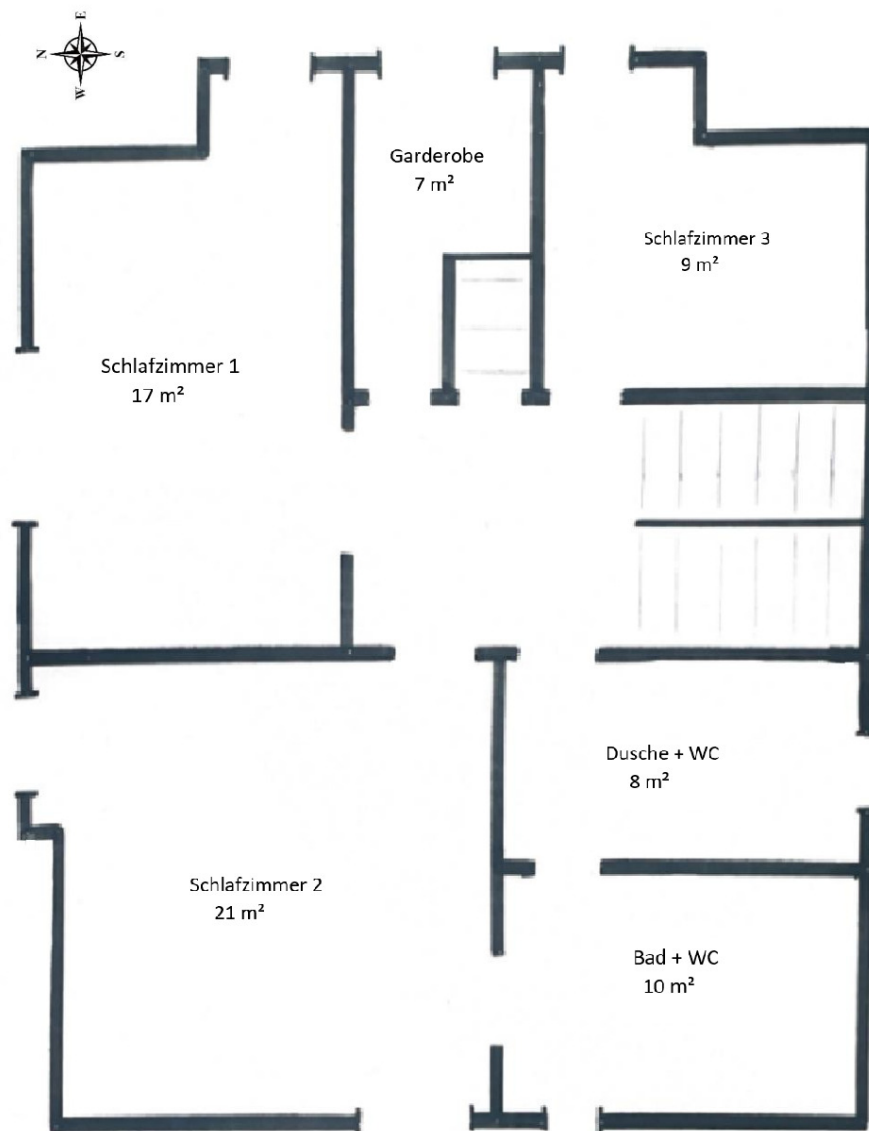 E
N
S
W
Garderobe
7 m²
Schlafzimmer 3
9 m²
Schlafzimmer 1
17 m²
Dusche + WC
8 m²
Schlafzimmer 2
21 m²
Bad + WC
10 m²